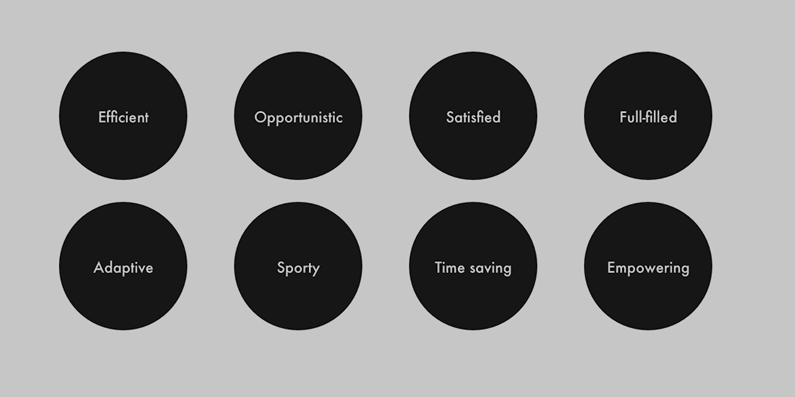 Efficient
Opportunistic
Satisfied
Full-filled
Adaptive
Sporty
Time saving
Empowering